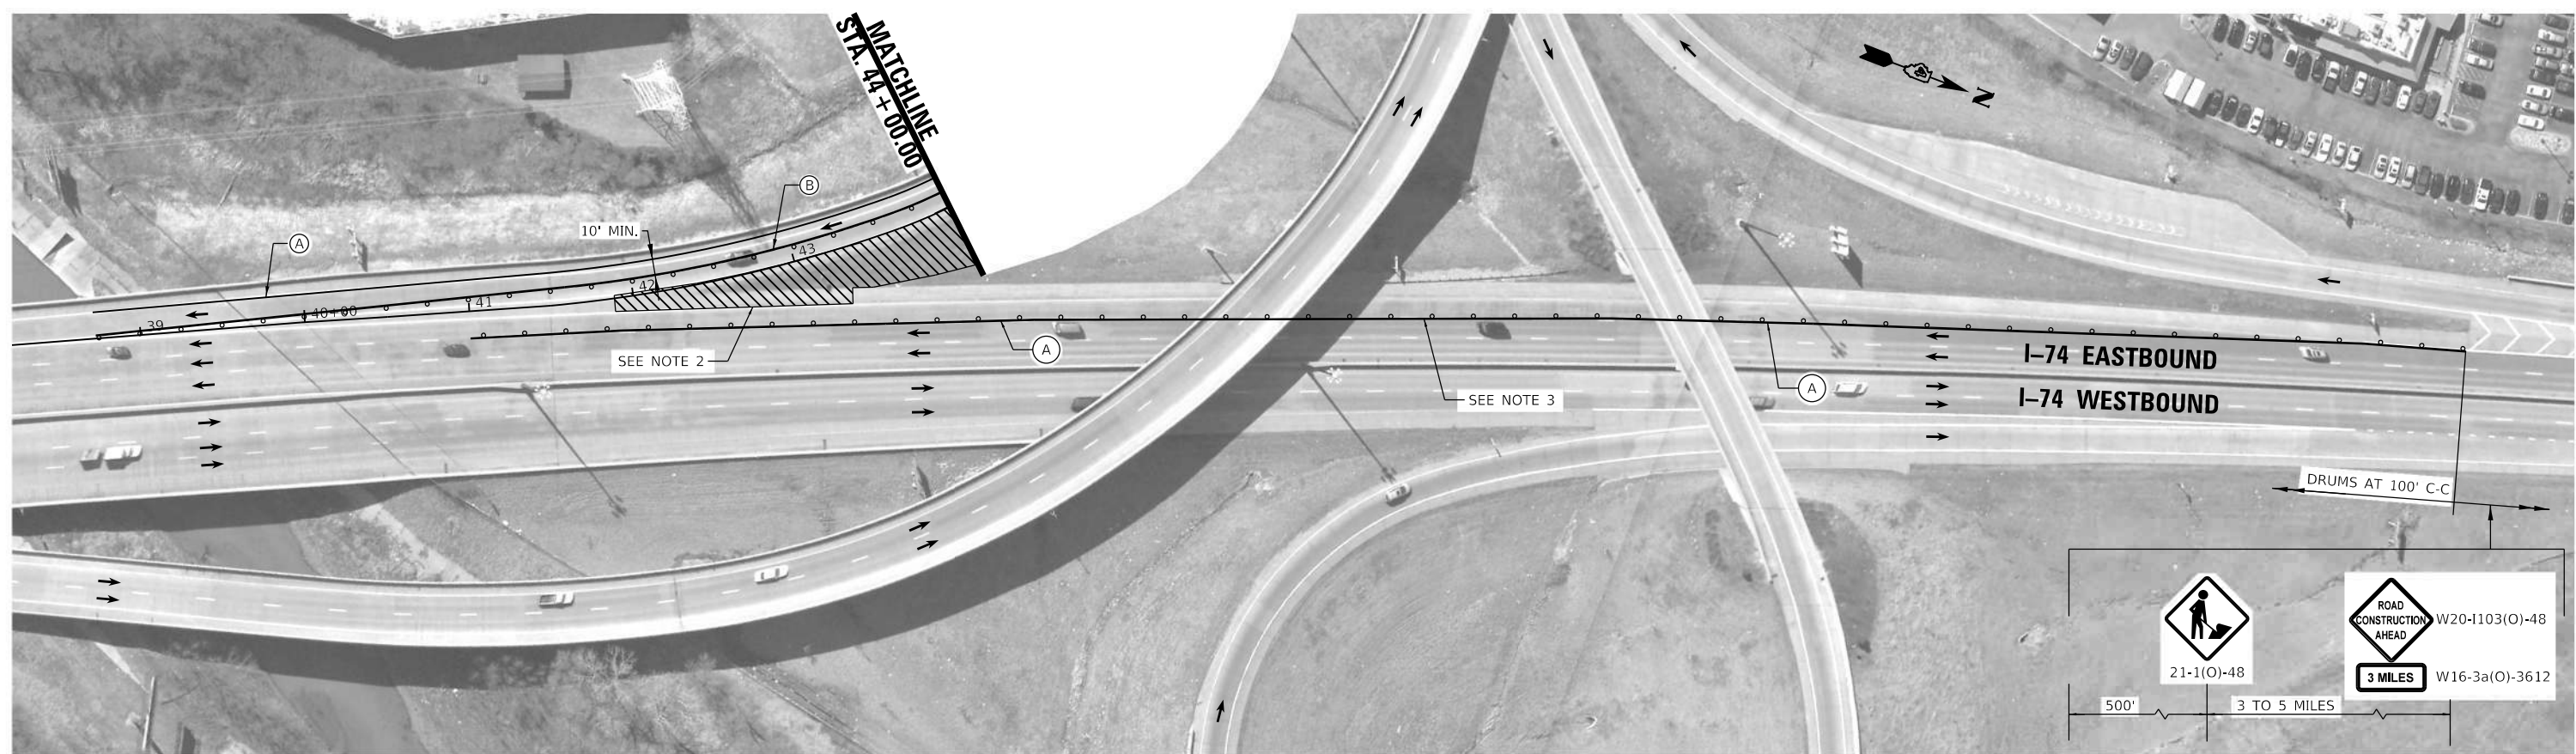 MATCHLINE
STA. 44+00.00
N
B
10' MIN.
A
43
42
41
40+00
39
SEE NOTE 2
A
SEE NOTE 3
A
I-74 EASTBOUND
I-74 WESTBOUND
DRUMS AT 100' C-C
ROAD
CONSTRUCTION
AHEAD
W20-I103(O)-48
21-1(O)-48
3 MILES
W16-3a(O)-3612
500'
3 TO 5 MILES